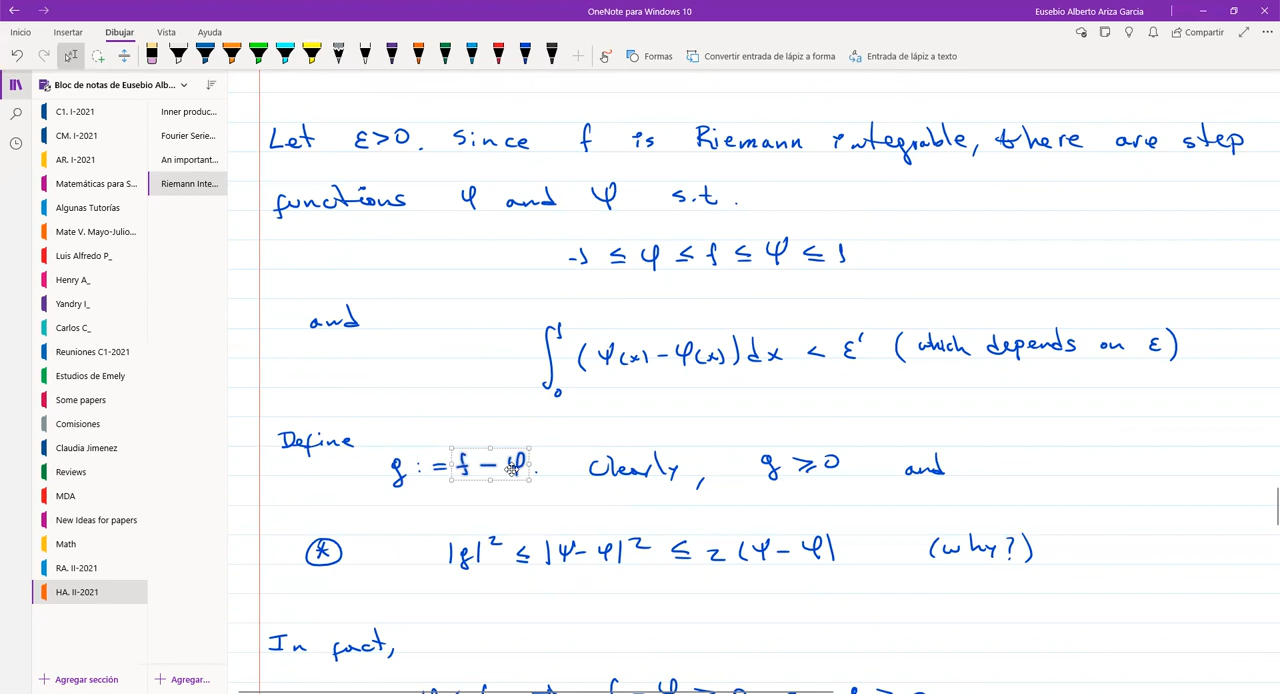 OneNote para Windows 10
Eusebio Alberto Ariza Garcia
Inicio Insertar Dibujar Vista Ayuda
Compartir
Formas Convertir entrada de lápiz a forma Entrada de lápiz a texto
Bloc de notas de Eusebio Alb...
C1. I-2021
CM. I-2021
AR. I-2021
Matemáticas para S...
Algunas Tutorías
Mate V. Mayo-Julio...
Luis Alfredo P_
Henry A_
Yandry I_
Carlos C_
Reuniones C1-2021
Estudios de Emely
Some papers
Comisiones
Claudia Jimenez
Reviews
MDA
New Ideas for papers
Math
RA. II-2021
HA. II-2021
Agregar sección
Inner produc...
Fourier Serie...
An important...
Riemann Inte...
Agregar...
Let ε>0. Since f is Riemann integrable, there are step
functions φ and ψ s.t.
-1 ≤ φ ≤ f ≤ ψ ≤ 1
and
∫₀¹ (ψ(x) - φ(x)) dx < ε' (which depends on ε)
Define
g := f - φ. Clearly, g ≥ 0 and
(*) |g|² ≤ |ψ - φ|² ≤ 2 (ψ - φ) (why?)
In fact,